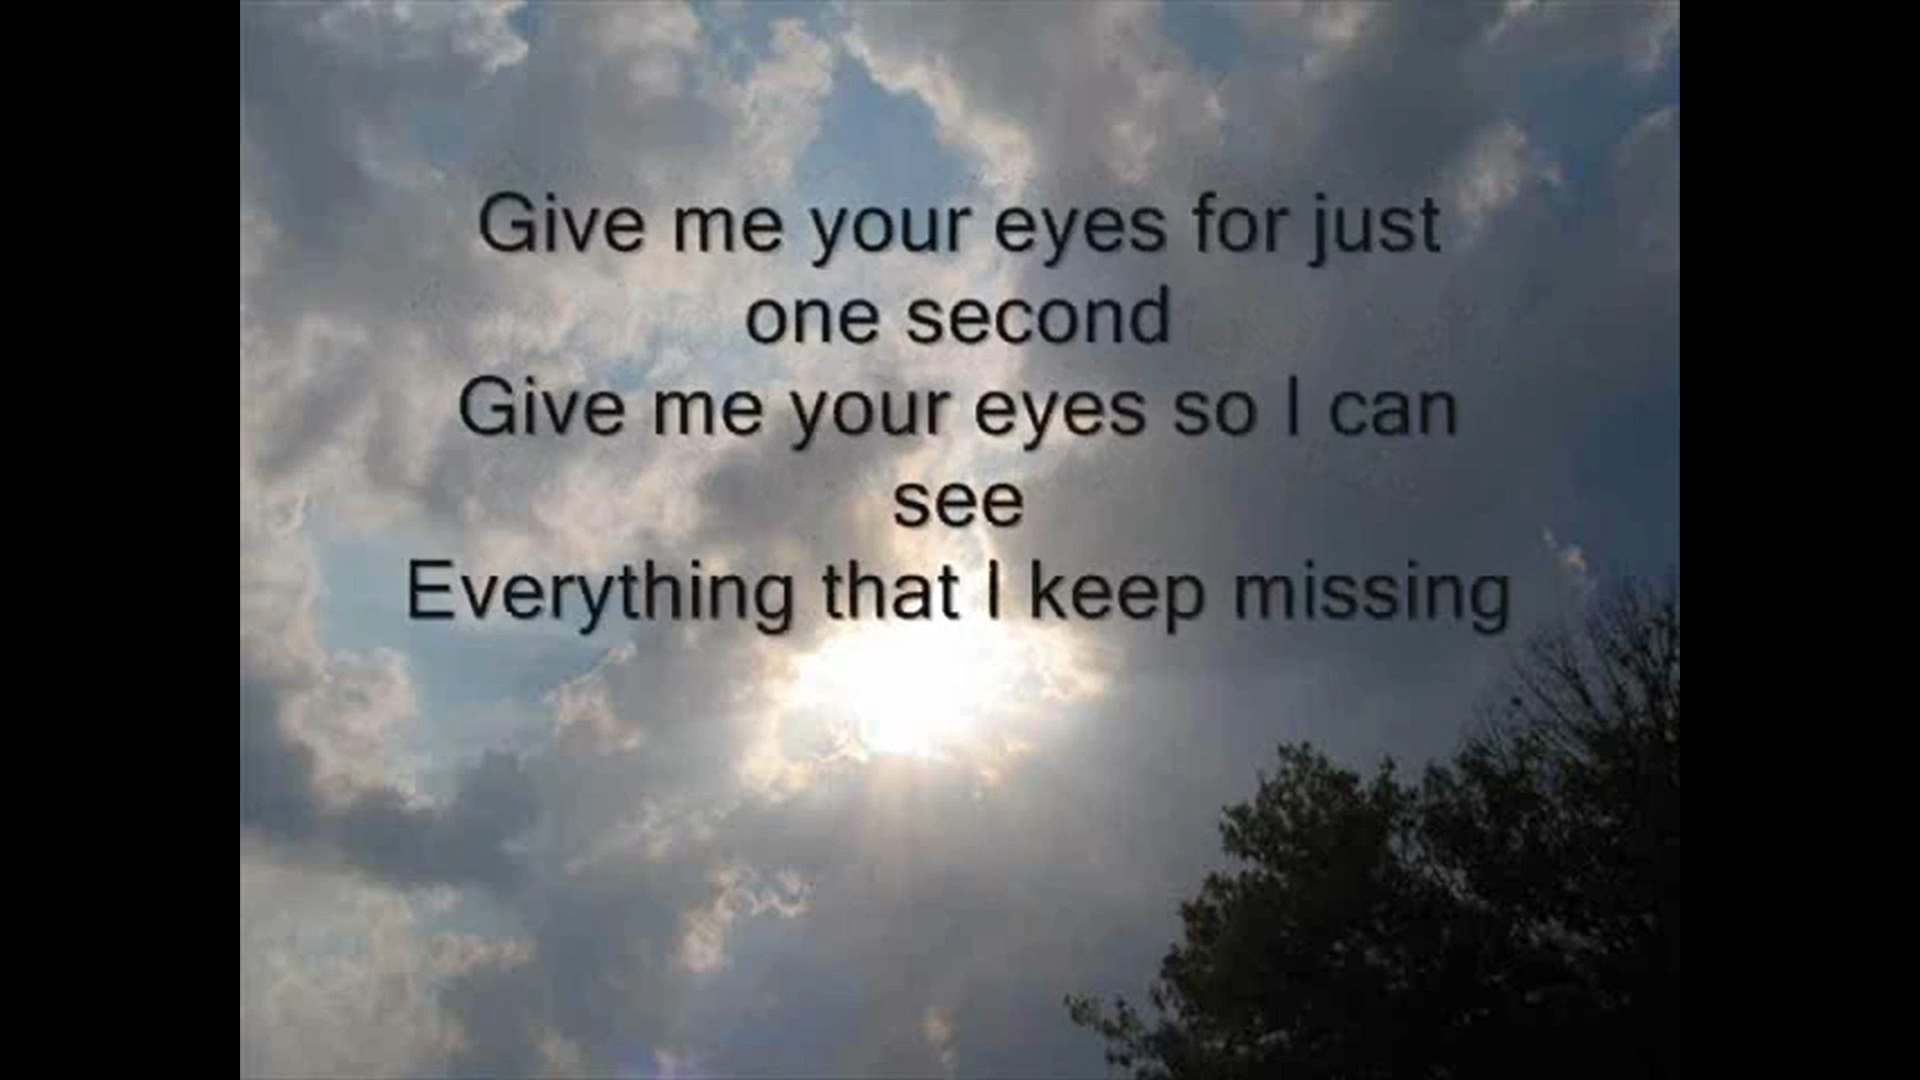 Give me your eyes for just
one second
Give me your eyes so I can
see
Everything that I keep missing